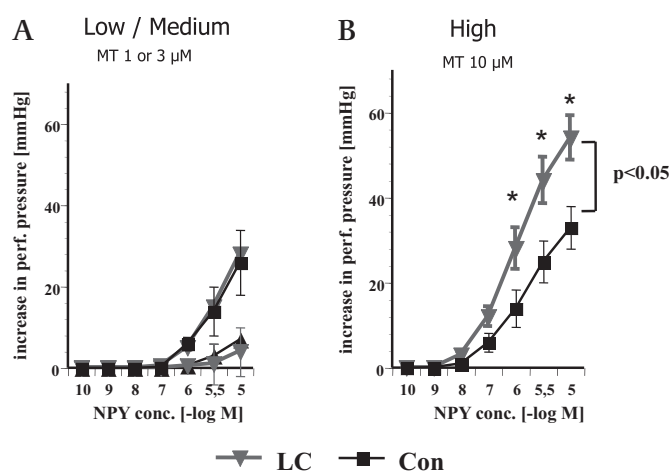 A
Low / Medium
MT 1 or 3 µM
increase in perf. pressure [mmHg]
60
40
20
0
10 9 8 7 6 5,5 5
NPY conc. [-log M]
B
High
MT 10 µM
increase in perf. pressure [mmHg]
60
40
20
0
* * *
p<0.05
10 9 8 7 6 5,5 5
NPY conc. [-log M]
LC Con